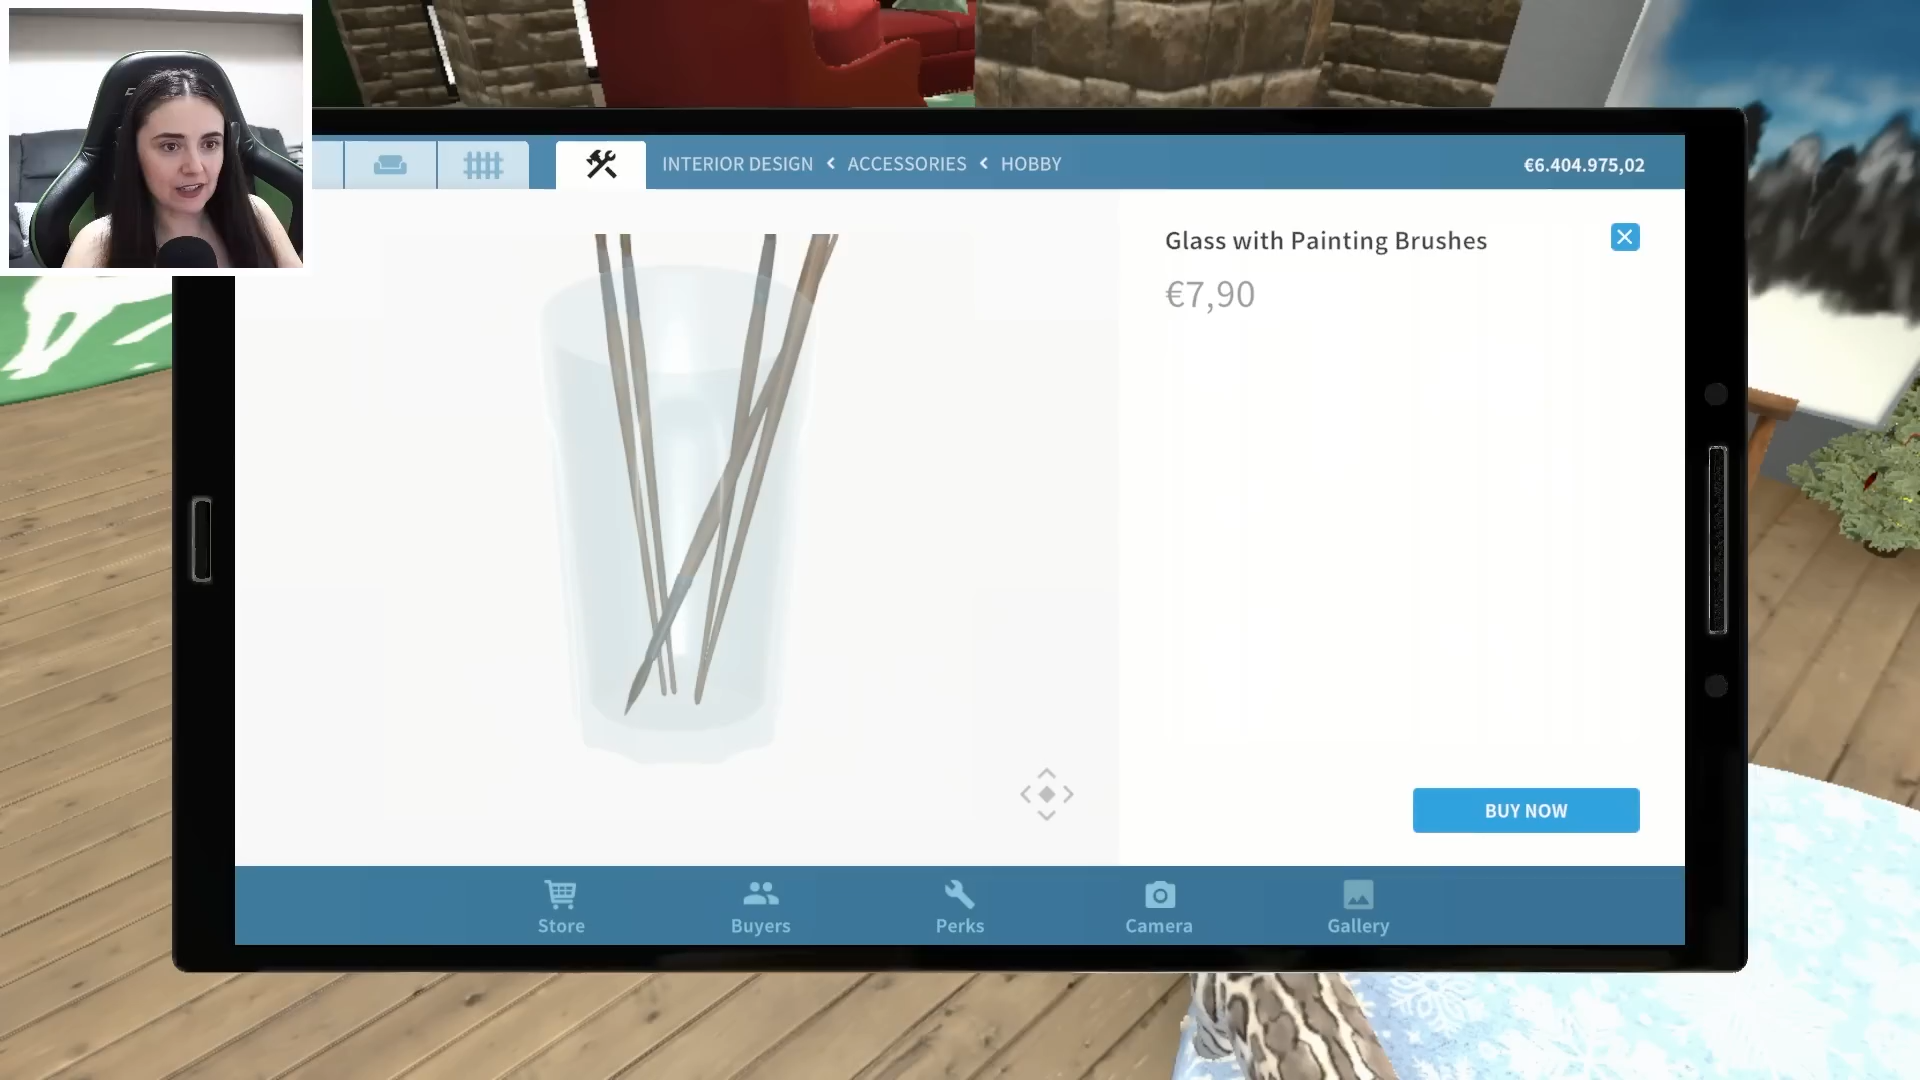 INTERIOR DESIGN < ACCESSORIES < HOBBY
€6.404.975,02
Glass with Painting Brushes
€7,90
BUY NOW
Store
Buyers
Perks
Camera
Gallery